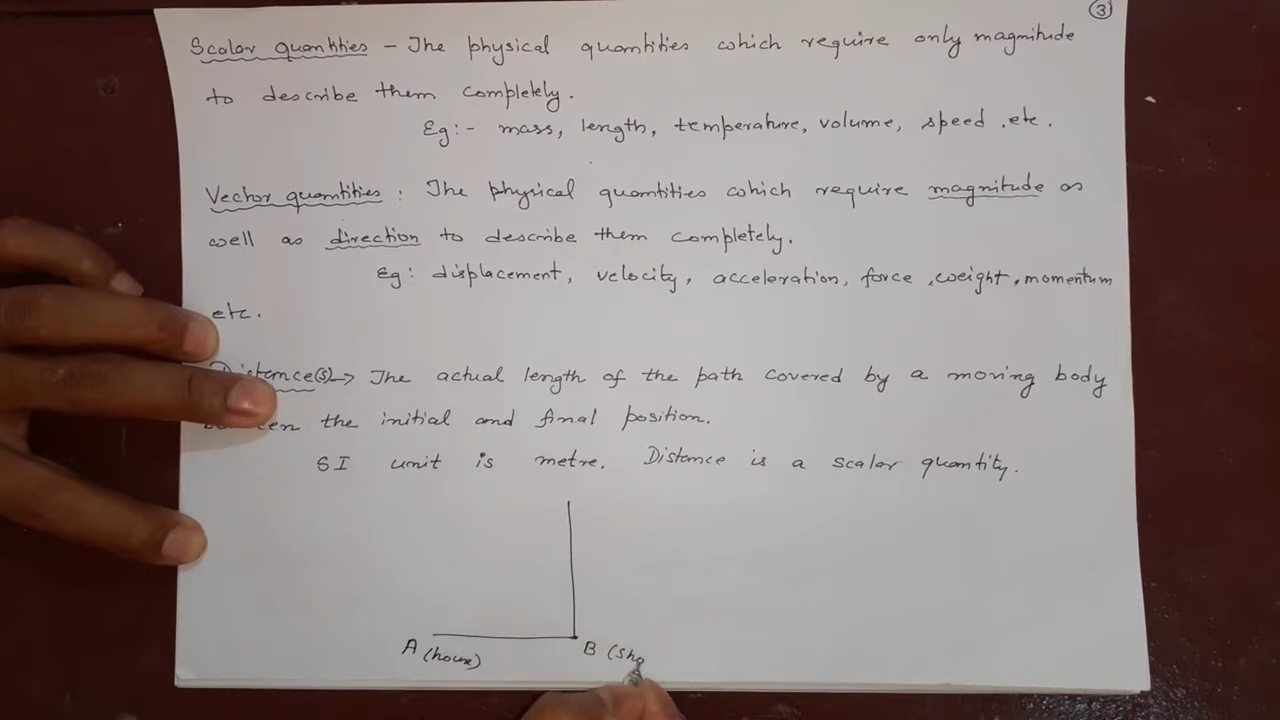 3
Scalar quantities - The physical quantities which require only magnitude
to describe them completely.
Eg:- mass, length, temperature, volume, speed .etc.
Vector quantities : The physical quantities which require magnitude as
well as direction to describe them completely.
Eg: displacement, velocity, acceleration, force ,weight, momentum
etc.
Distance(s)-> The actual length of the path covered by a moving body
the initial and final position.
SI unit is metre. Distance is a scalar quantity.
A (house) B (Sho